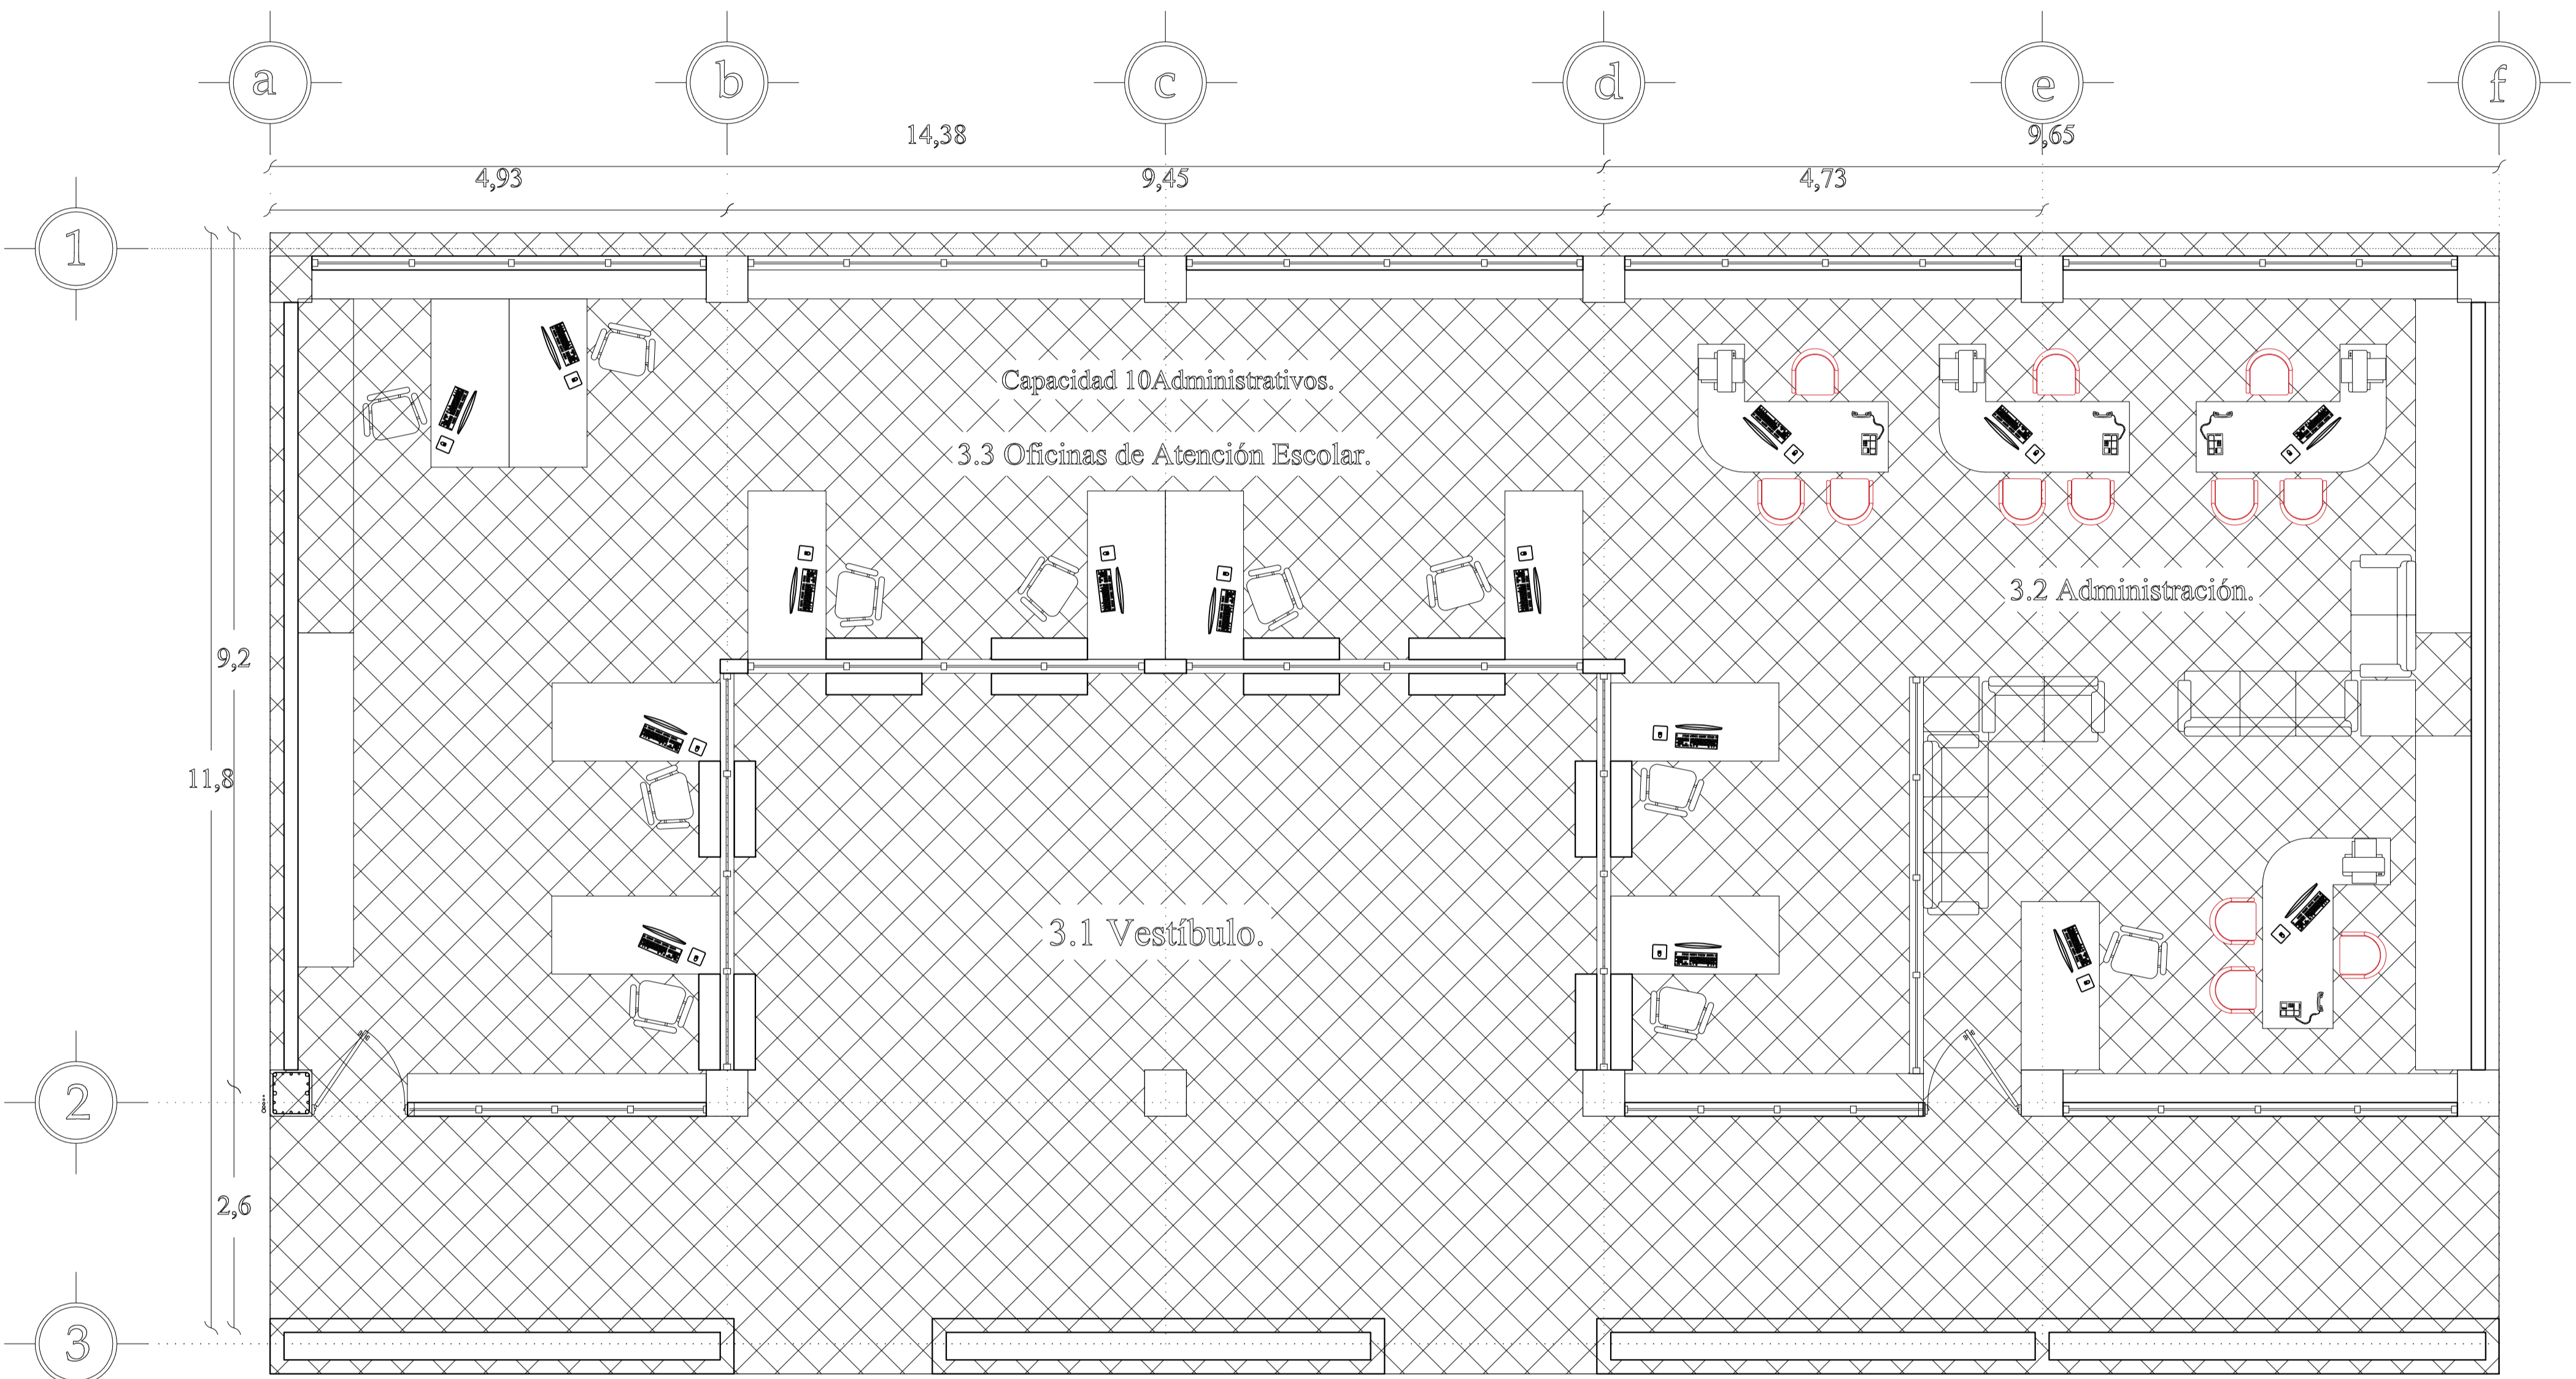 a b c d e f
14,38 9,65
4,93 9,45 4,73
1
Capacidad 10Administrativos.
3.3 Oficinas de Atención Escolar.
3.2 Administración.
9,2
11,8
3.1 Vestíbulo.
2
2,6
3